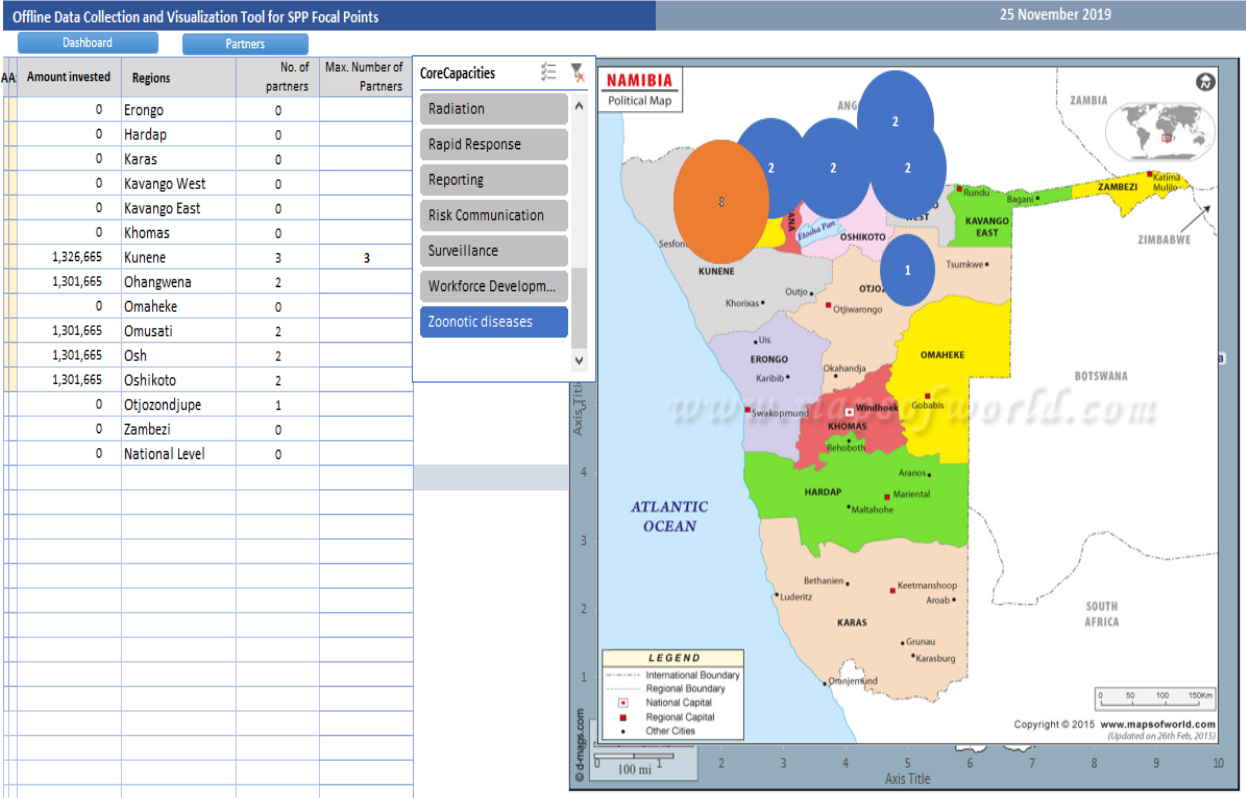 Offline Data Collection and Visualization Tool for SPP Focal Points
25 November 2019
Dashboard
Partners
AA:
Amount invested
Regions
No. of partners
Max. Number of Partners
0 Erongo 0
0 Hardap 0
0 Karas 0
0 Kavango West 0
0 Kavango East 0
0 Khomas 0
1,326,665 Kunene 3 3
1,301,665 Ohangwena 2
0 Omaheke 0
1,301,665 Omusati 2
1,301,665 Osh 2
1,301,665 Oshikoto 2
0 Otjozondjupe 1
0 Zambezi 0
0 National Level 0
CoreCapacities
Radiation
Rapid Response
Reporting
Risk Communication
Surveillance
Workforce Developm...
Zoonotic diseases
NAMIBIA
Political Map
ANG
ZAMBIA
2
2
2
2
Katima
Mulilo
ZAMBEZI
Rundu
Bagani
WEST
KAVANGO
EAST
ANA
Etosha Pan
OSHIKOTO
ZIMBABWE
Sesfon
KUNENE
1
Tsumkwe
Outjo
OTJOZ
Khorixas
Otjiwarongo
Uis
ERONGO
Karibib
Okahandja
OMAHEKE
BOTSWANA
www.mapsofworld.com
Swakopmund
Windhoek
Gobabis
KHOMAS
Rehoboth
Aranos
HARDAP
Mariental
Maltahohe
ATLANTIC
OCEAN
Bethanien
Keetmanshoop
Luderitz
Aroab
SOUTH
AFRICA
KARAS
Grunau
Karasburg
Oranjemund
LEGEND
International Boundary
Regional Boundary
National Capital
Regional Capital
Other Cities
0 50 100 150Km
Copyright © 2015 www.mapsofworld.com
(Updated on 26th Feb, 2015)
Axis Title
5
4
3
2
1
© d-maps.com
0
100 mi
1 2 3 4 5 6 7 8 9 10
Axis Title